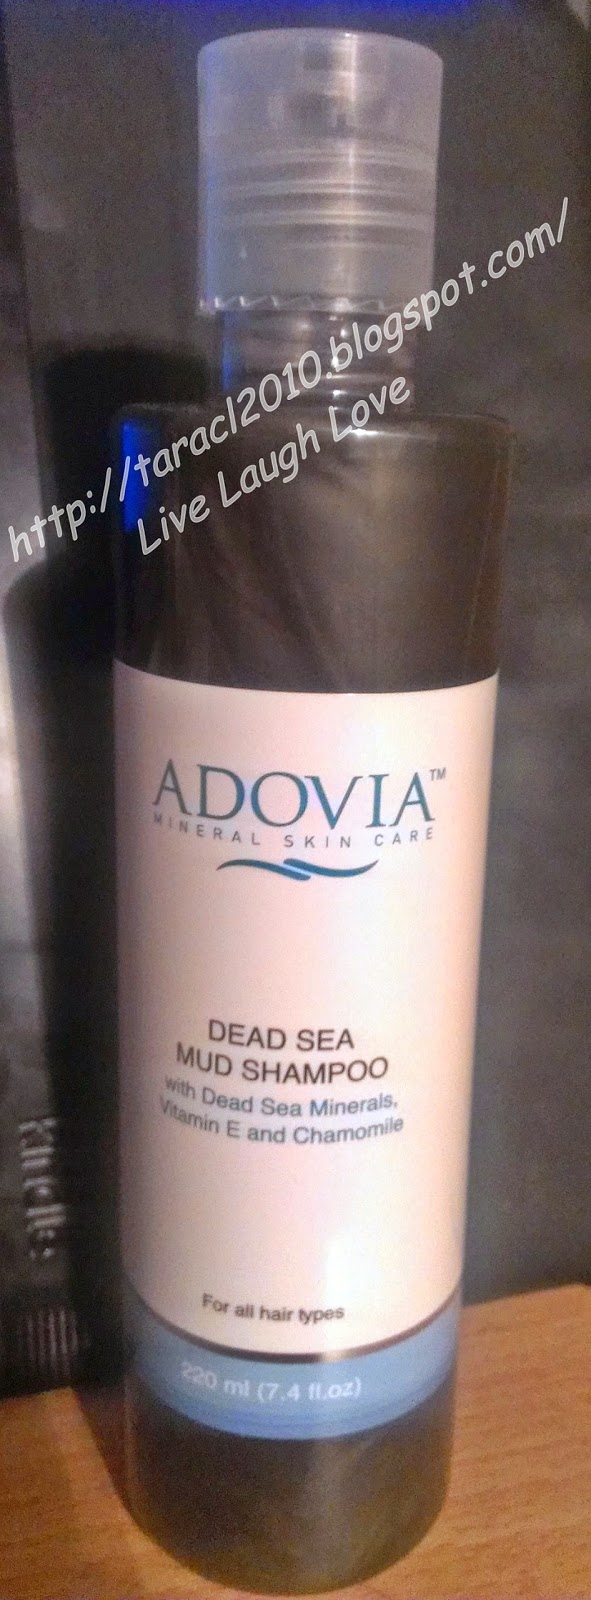 http://taracl2010.blogspot.com/
Live Laugh Love
ADOVIA™
MINERAL SKIN CARE
DEAD SEA
MUD SHAMPOO
with Dead Sea Minerals,
Vitamin E and Chamomile
For all hair types
220 ml (7.4 fl.oz)